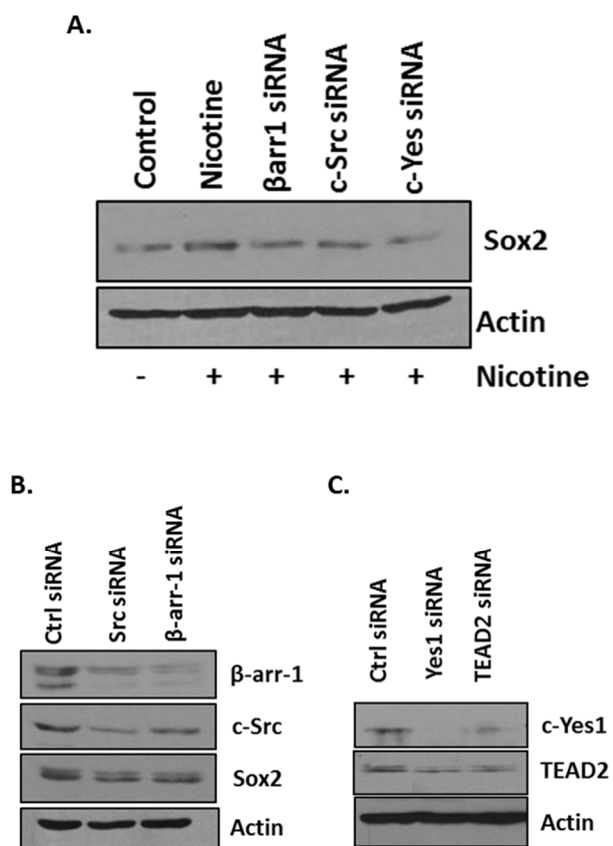 A.
Control
Nicotine
βarr1 siRNA
c-Src siRNA
c-Yes siRNA
Sox2
Actin
- + + + + Nicotine
B.
Ctrl siRNA
Src siRNA
β-arr-1 siRNA
β-arr-1
c-Src
Sox2
Actin
C.
Ctrl siRNA
Yes1 siRNA
TEAD2 siRNA
c-Yes1
TEAD2
Actin